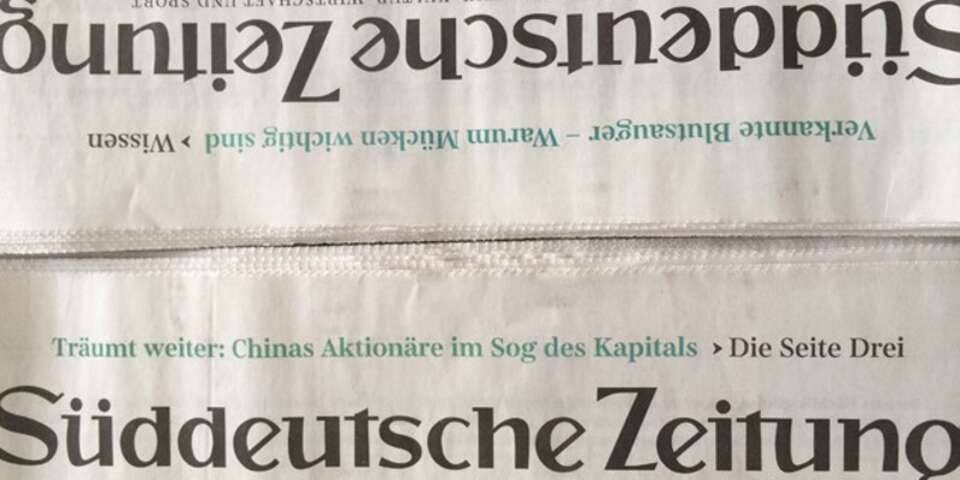 Süddeutsche Zeitung
Verkannte Blutsauger – Warum Mücken wichtig sind > Wissen
Träumt weiter: Chinas Aktionäre im Sog des Kapitals > Die Seite Drei
Süddeutsche Zeitung